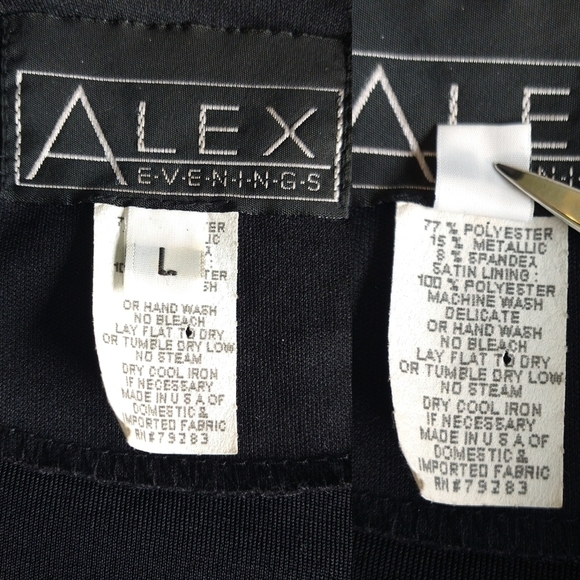 ALEX
E·V·E·N·I·N·G·S
L
OR HAND WASH
NO BLEACH
LAY FLAT TO DRY
OR TUMBLE DRY LOW
NO STEAM
DRY COOL IRON
IF NECESSARY
MADE IN U S A OF
DOMESTIC &
IMPORTED FABRIC
RN#79283
ALE
N·I·N·G·S
77 % POLYESTER
15 % METALLIC
8 % SPANDEX
SATIN LINING :
100 % POLYESTER
MACHINE WASH
DELICATE
OR HAND WASH
NO BLEACH
LAY FLAT TO DRY
OR TUMBLE DRY LOW
NO STEAM
DRY COOL IRON
IF NECESSARY
MADE IN U S A OF
DOMESTIC &
IMPORTED FABRIC
RN#79283